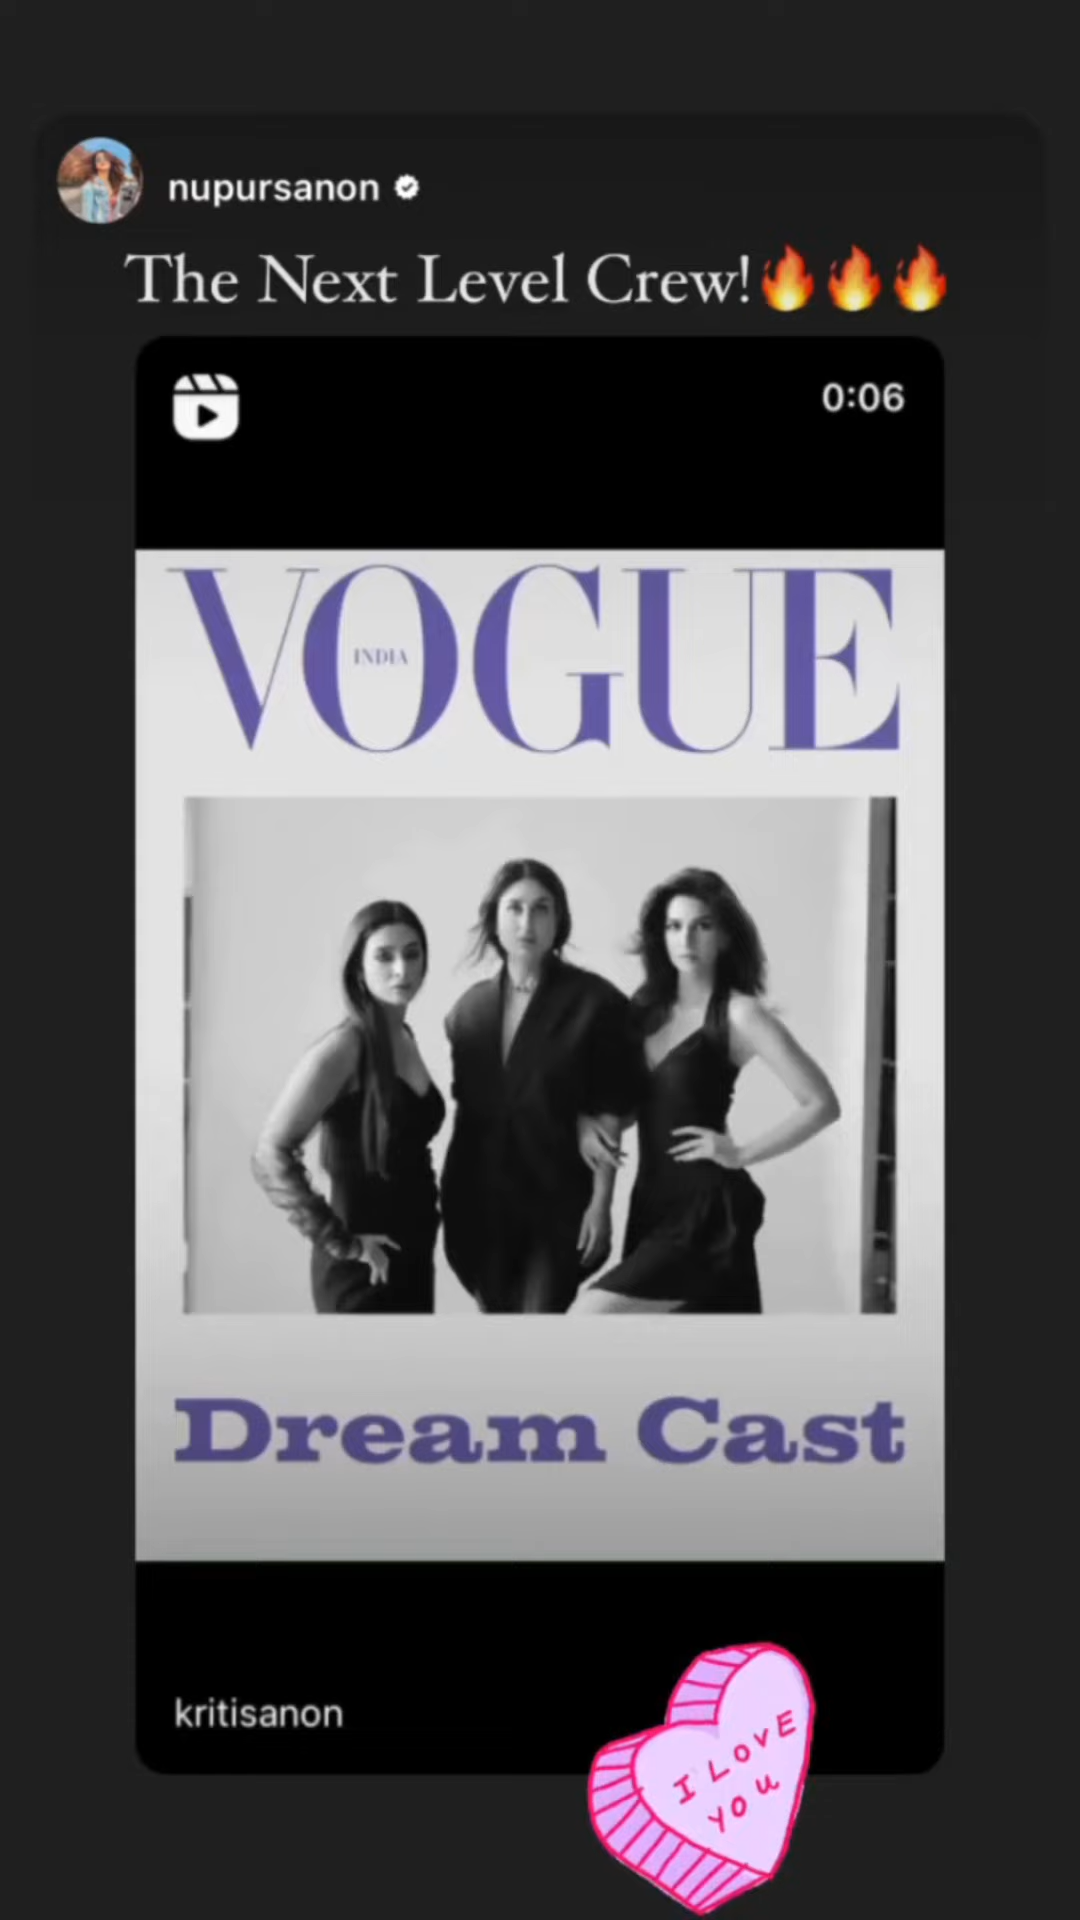 nupursanon
The Next Level Crew!🔥🔥🔥
0:06
VOGUE
INDIA
Dream Cast
kritisanon
I LOVE
YOU